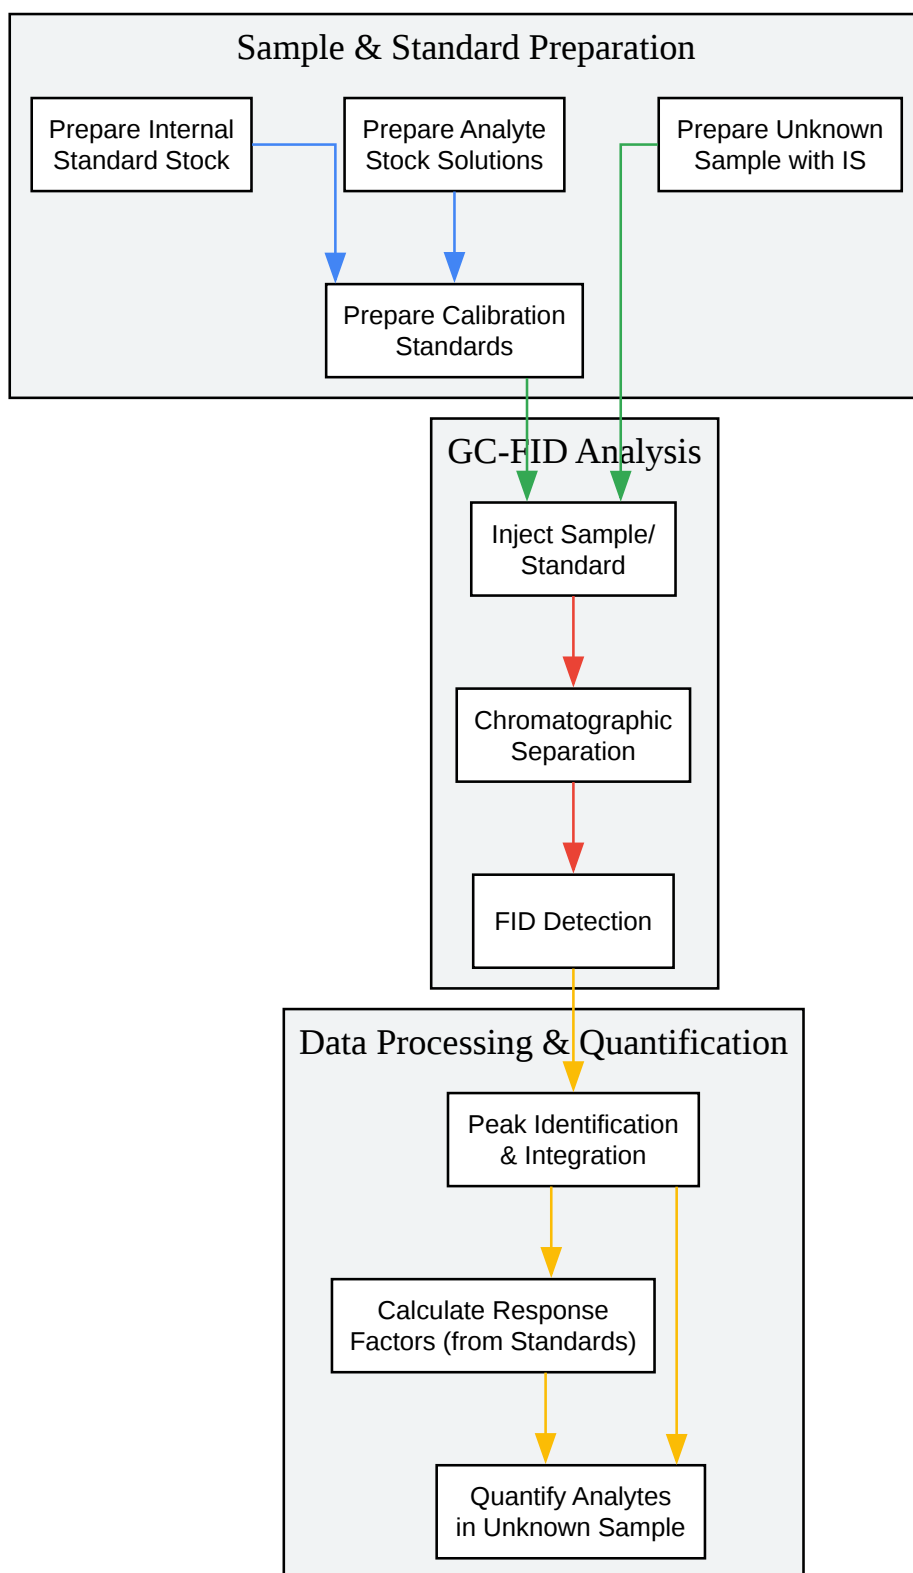 Sample & Standard Preparation
Prepare Internal
Standard Stock
Prepare Analyte
Stock Solutions
Prepare Unknown
Sample with IS
Prepare Calibration
Standards
GC-FID Analysis
Inject Sample/
Standard
Chromatographic
Separation
FID Detection
Data Processing & Quantification
Peak Identification
& Integration
Calculate Response
Factors (from Standards)
Quantify Analytes
in Unknown Sample